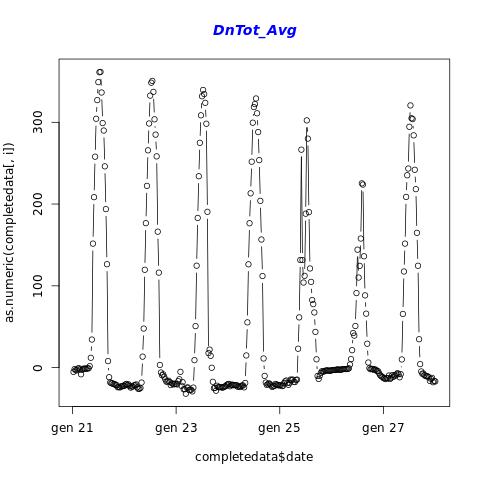 DnTot_Avg
as.numeric(completedata[, i])
300
200
100
0
gen 21
gen 23
gen 25
gen 27
completedata$date